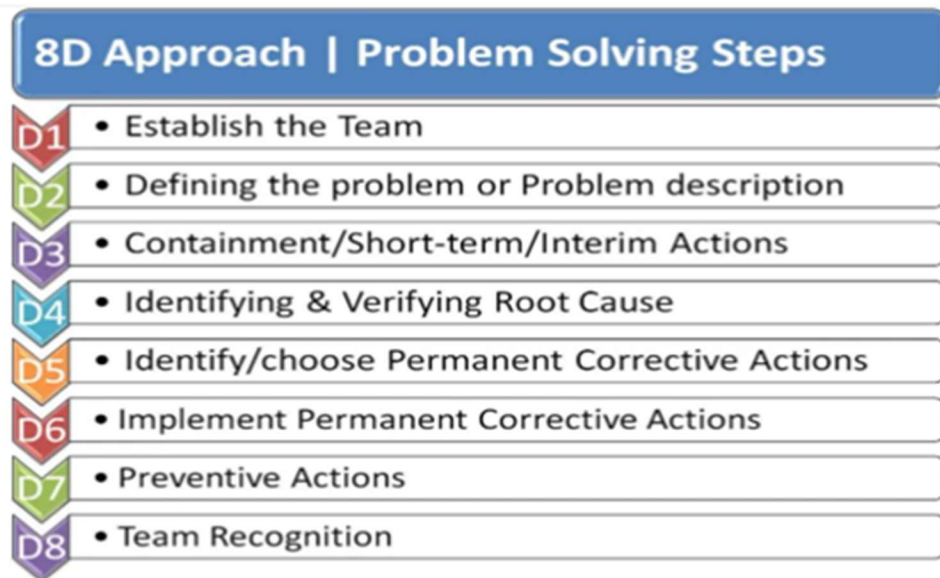 8D Approach | Problem Solving Steps
D1 • Establish the Team
D2 • Defining the problem or Problem description
D3 • Containment/Short-term/Interim Actions
D4 • Identifying & Verifying Root Cause
D5 • Identify/choose Permanent Corrective Actions
D6 • Implement Permanent Corrective Actions
D7 • Preventive Actions
D8 • Team Recognition